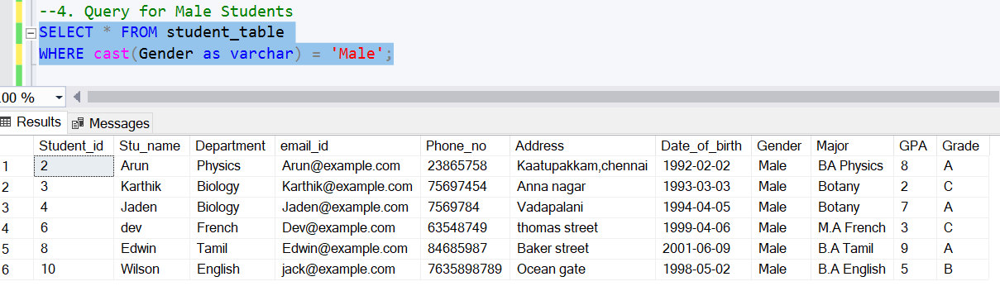 --4. Query for Male Students
SELECT * FROM student_table
WHERE cast(Gender as varchar) = 'Male';
.00 %
Results Messages
Student_id Stu_name Department email_id Phone_no Address Date_of_birth Gender Major GPA Grade
1 2 Arun Physics Arun@example.com 23865758 Kaatupakkam,chennai 1992-02-02 Male BA Physics 8 A
2 3 Karthik Biology Karthik@example.com 75697454 Anna nagar 1993-03-03 Male Botany 2 C
3 4 Jaden Biology Jaden@example.com 7569784 Vadapalani 1994-04-05 Male Botany 7 A
4 6 dev French Dev@example.com 63548749 thomas street 1999-04-06 Male M.A French 3 C
5 8 Edwin Tamil Edwin@example.com 84685987 Baker street 2001-06-09 Male B.A Tamil 9 A
6 10 Wilson English jack@example.com 7635898789 Ocean gate 1998-05-02 Male B.A English 5 B